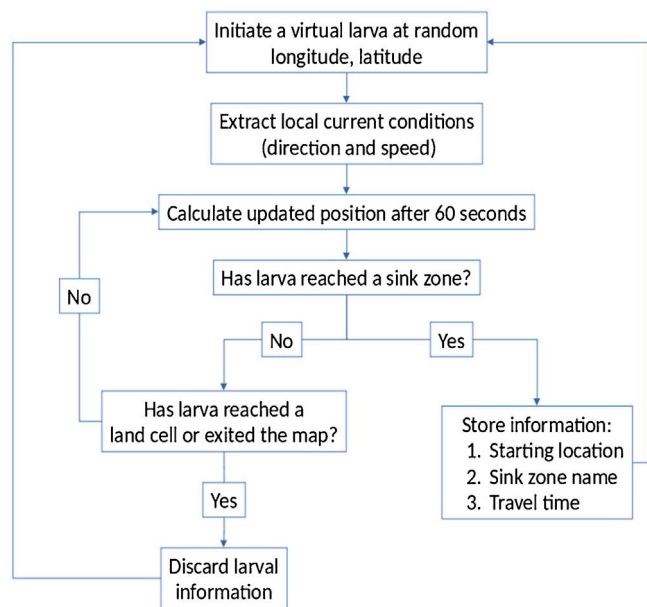 Initiate a virtual larva at random
longitude, latitude
Extract local current conditions
(direction and speed)
Calculate updated position after 60 seconds
Has larva reached a sink zone?
No
No
Yes
Has larva reached a
land cell or exited the map?
Store information:
1. Starting location
2. Sink zone name
3. Travel time
Yes
Discard larval
information